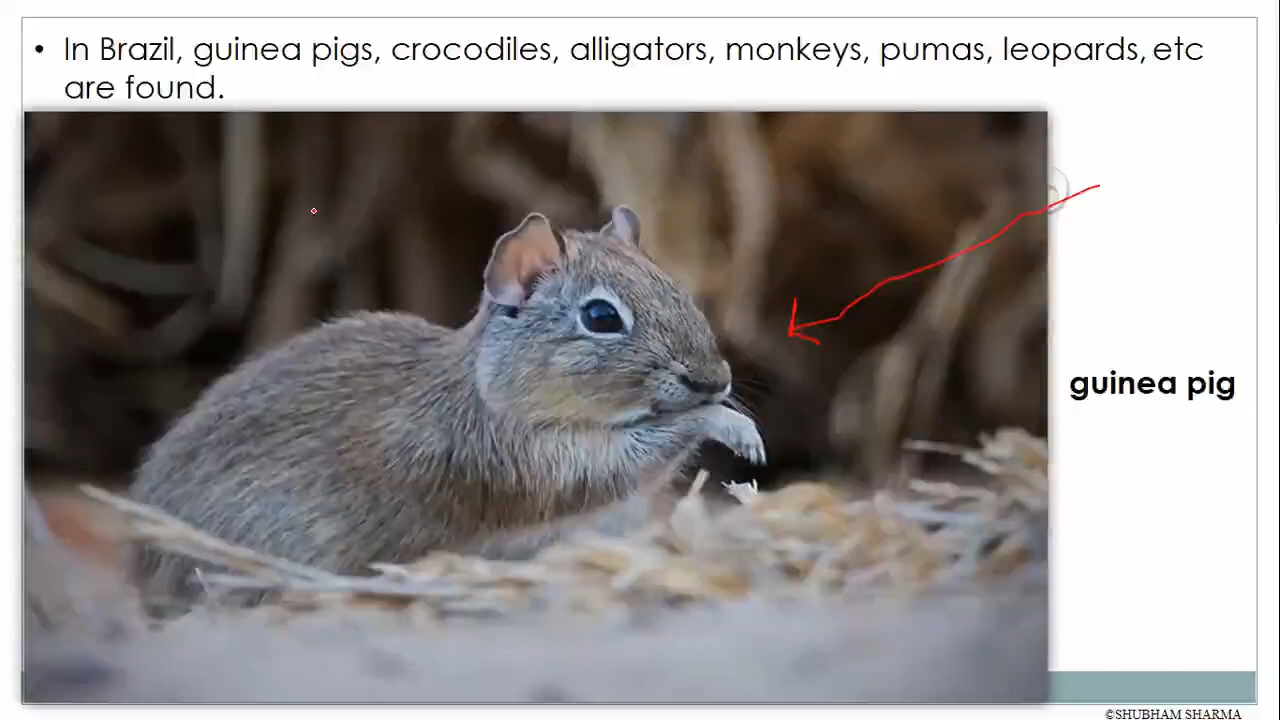 • In Brazil, guinea pigs, crocodiles, alligators, monkeys, pumas, leopards, etc
are found.
guinea pig
©SHUBHAM SHARMA